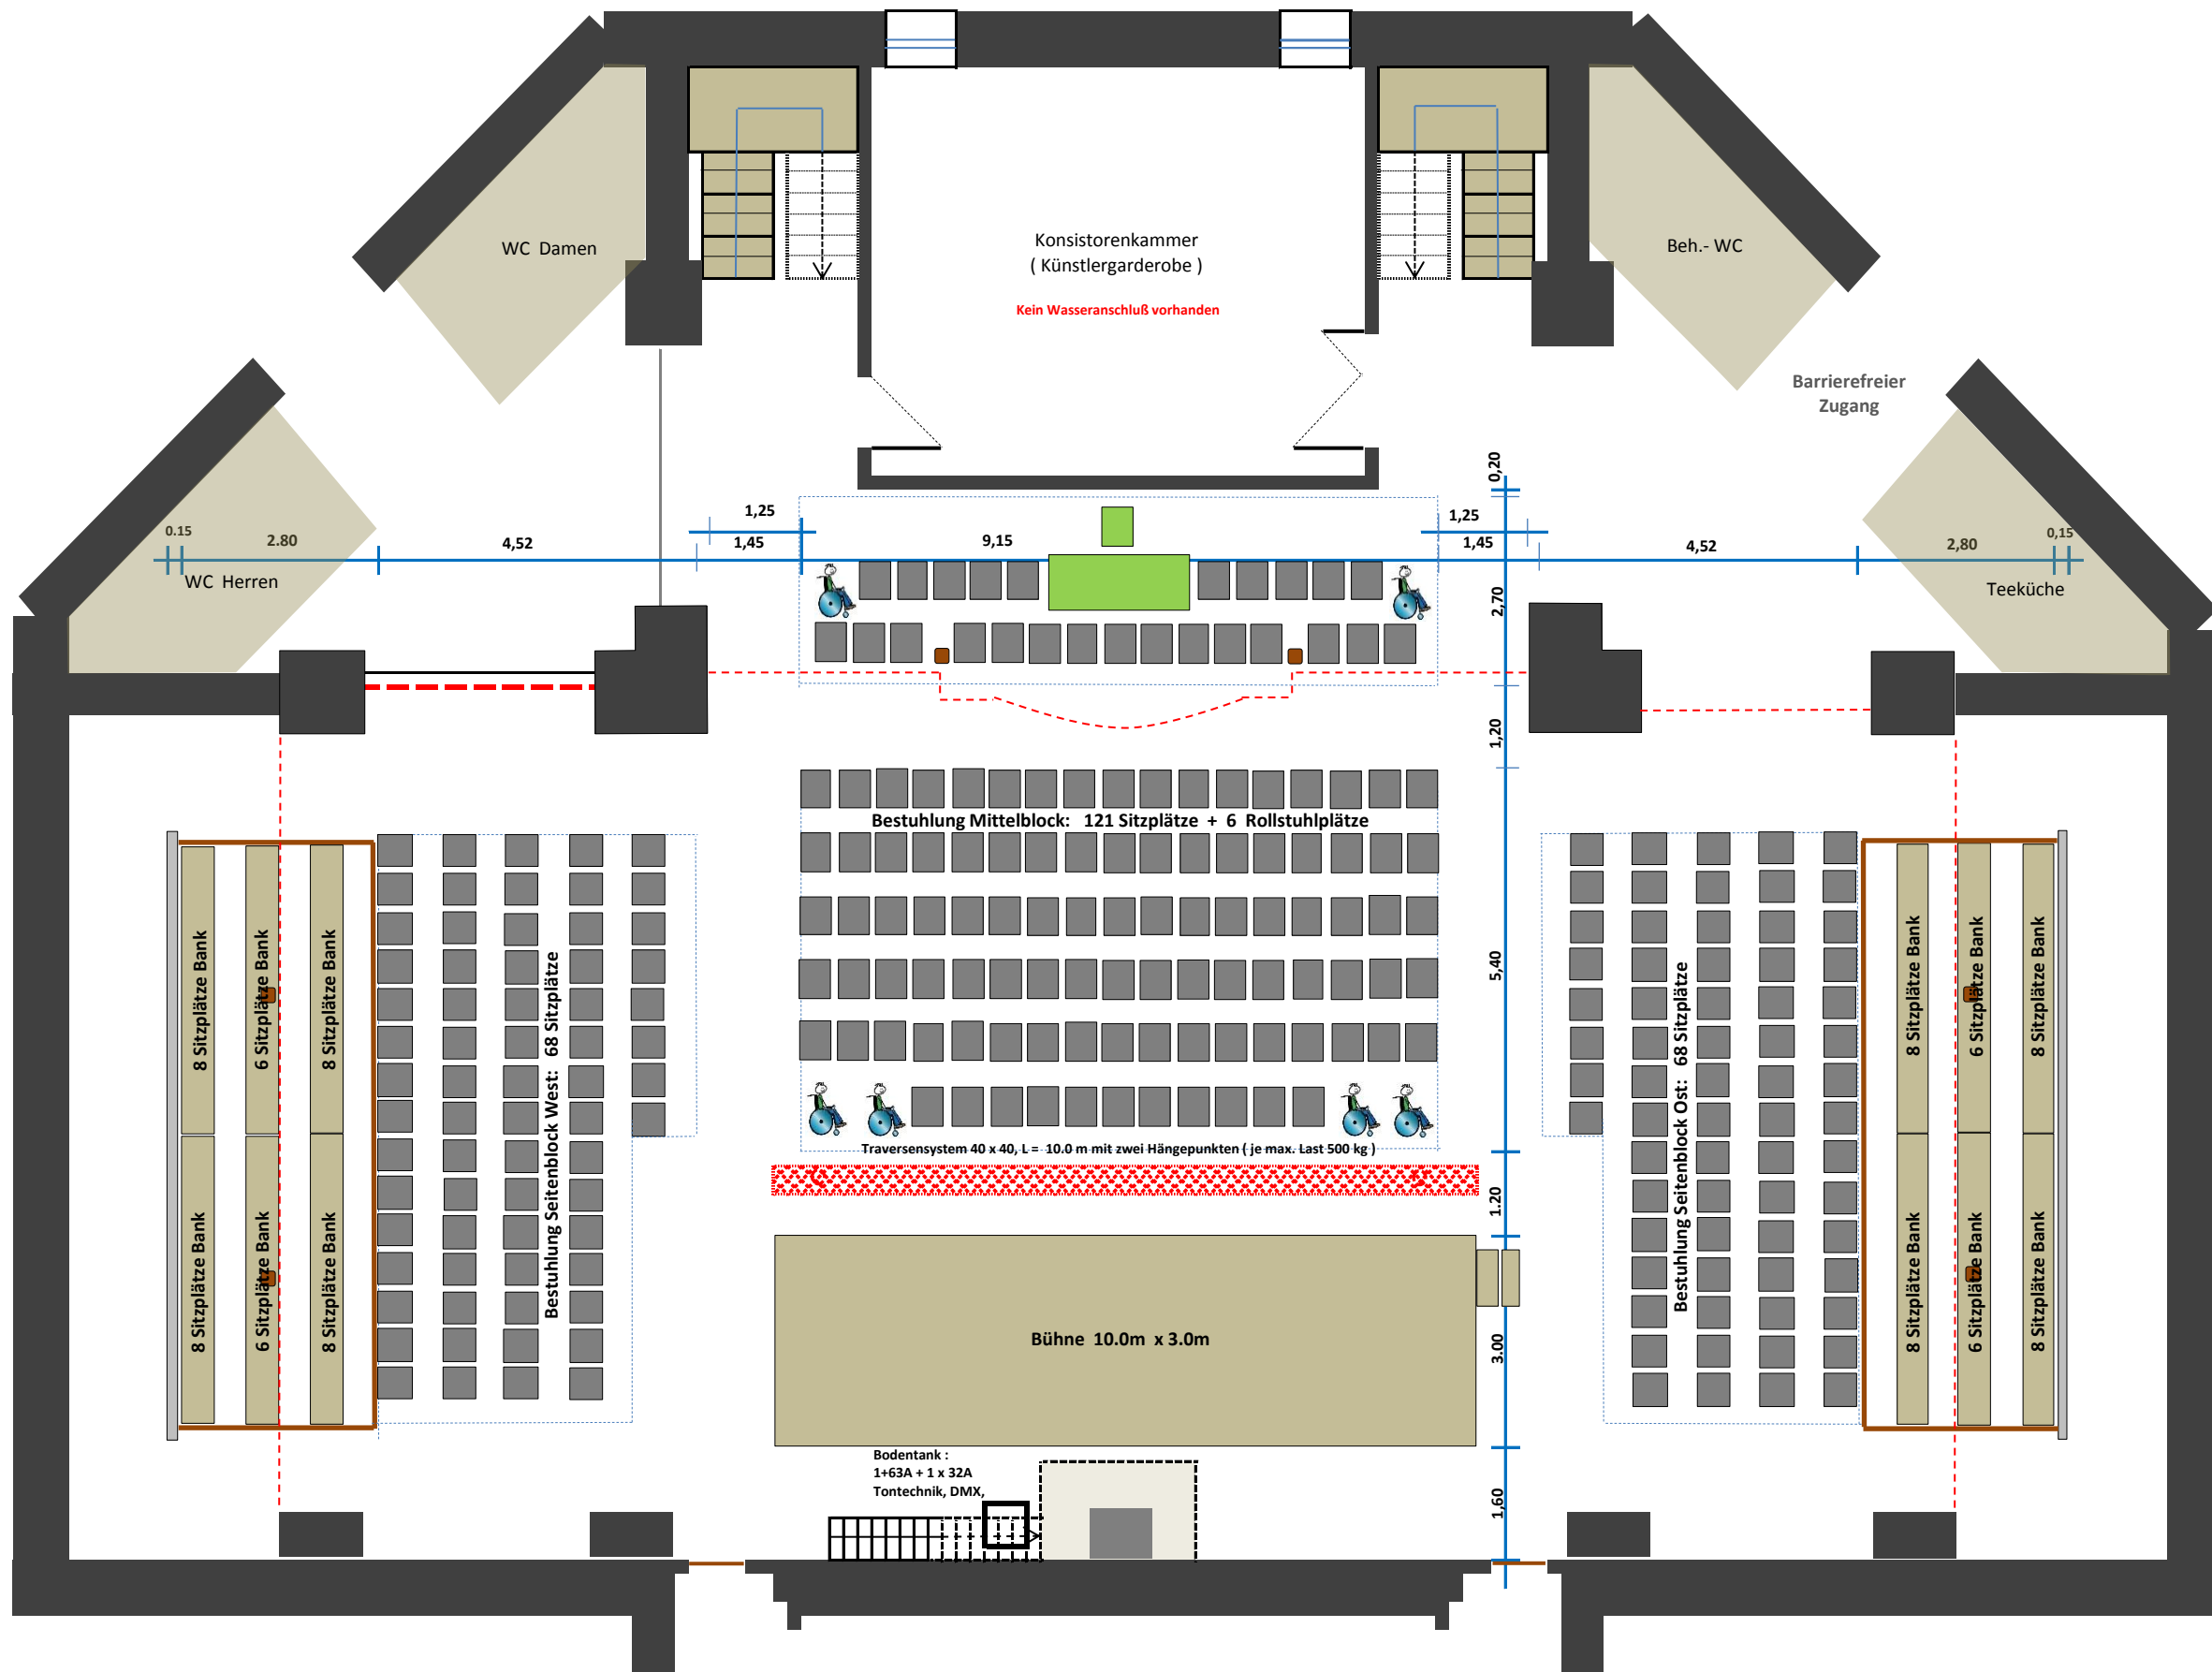 WC  Damen
Konsistorenkammer
( Künstlergarderobe )
Kein Wasseranschluß vorhanden
Beh.- WC
Barrierefreier
Zugang
0,20
1,25
1,25
0.15
2.80
4,52
1,45
9,15
1,45
4,52
2,80
0,15
WC  Herren
Teeküche
2,70
1,20
Bestuhlung Mittelblock:   121 Sitzplätze  +  6  Rollstuhlplätze
8 Sitzplätze Bank
6 Sitzplätze Bank
8 Sitzplätze Bank
8 Sitzplätze Bank
6 Sitzplätze Bank
8 Sitzplätze Bank
Bestuhlung Seitenblock West:   68 Sitzplätze
5,40
Bestuhlung Seitenblock Ost:   68 Sitzplätze
8 Sitzplätze Bank
6 Sitzplätze Bank
8 Sitzplätze Bank
8 Sitzplätze Bank
6 Sitzplätze Bank
8 Sitzplätze Bank
Traversensystem 40 x 40, L =  10.0 m mit zwei Hängepunkten ( je max. Last 500 kg )
1.20
Bühne  10.0m  x 3.0m
3.00
Bodentank :
1+63A + 1 x 32A
Tontechnik, DMX,
1,60